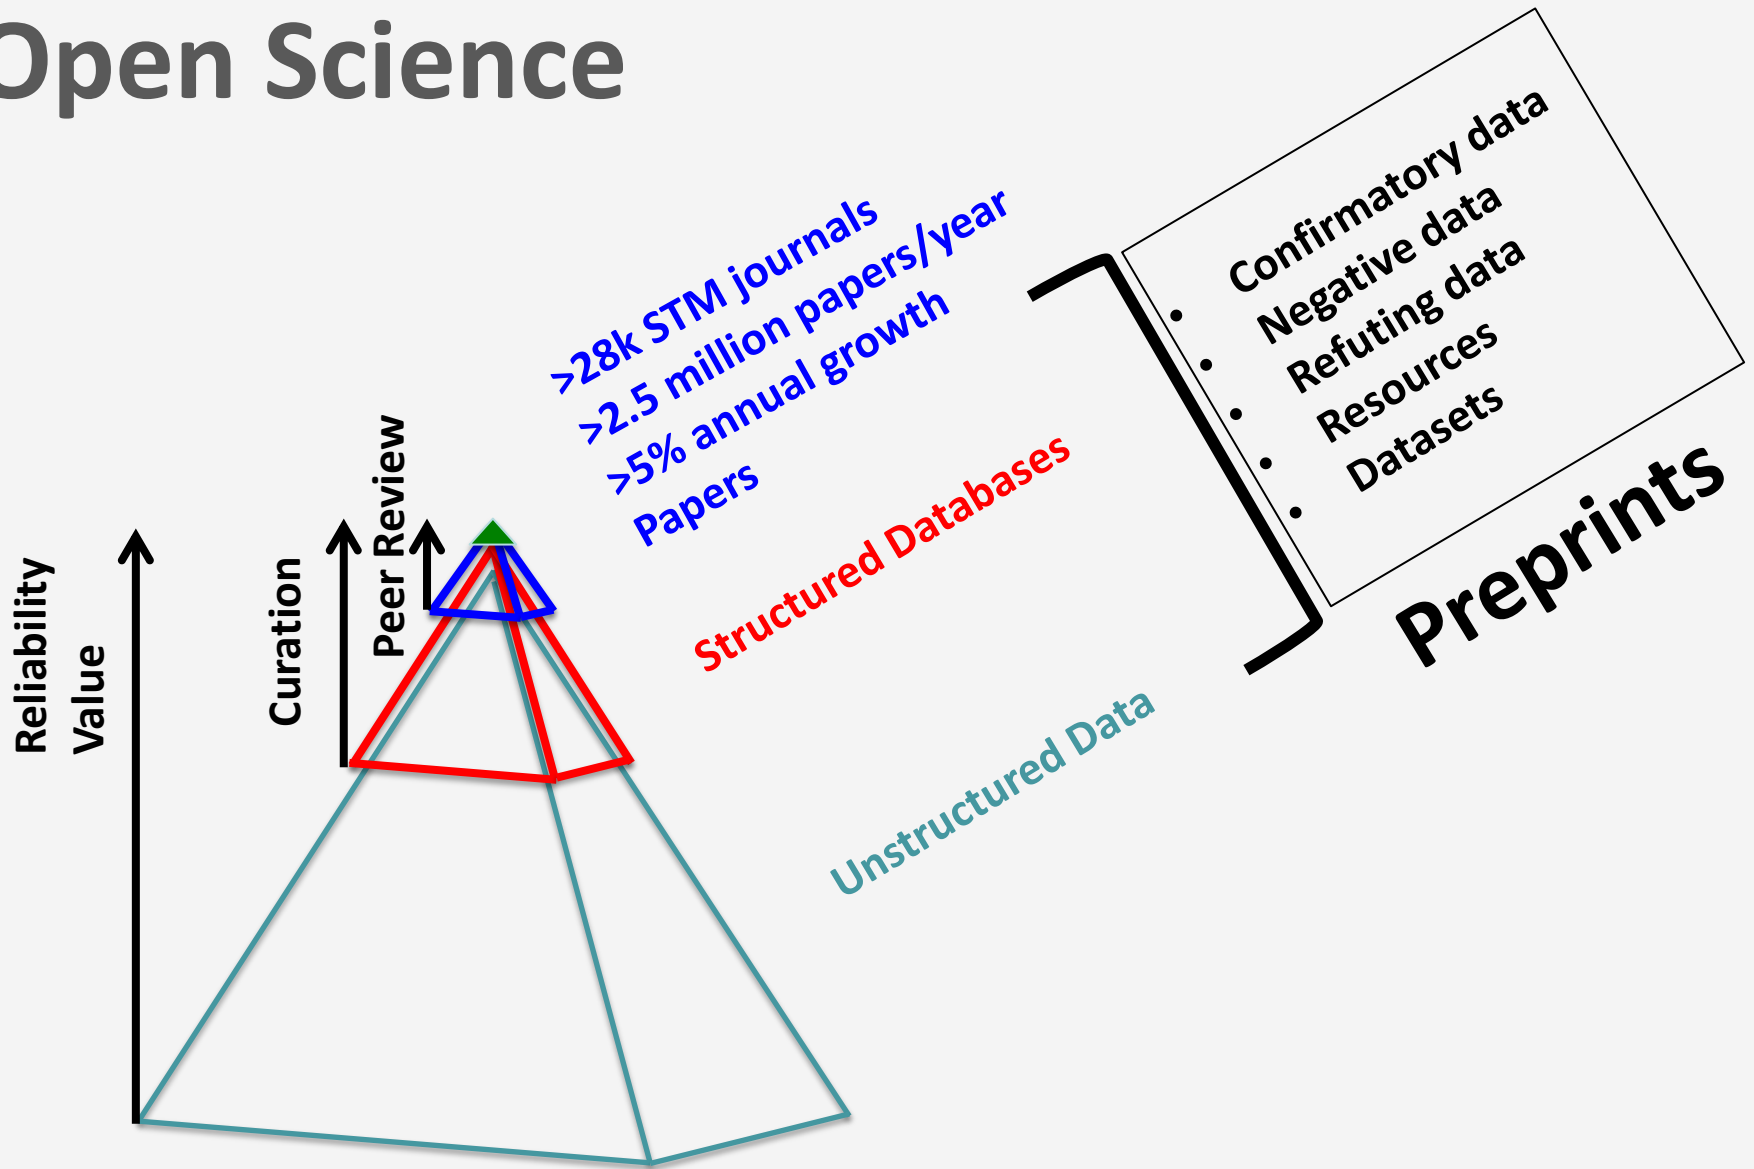 Open Science
>28k STM journals
>2.5 million papers/year
>5% annual growth
Papers
Structured Databases
Unstructured Data
• Confirmatory data
• Negative data
• Refuting data
• Resources
• Datasets
Preprints
Reliability
Value
Curation
Peer Review